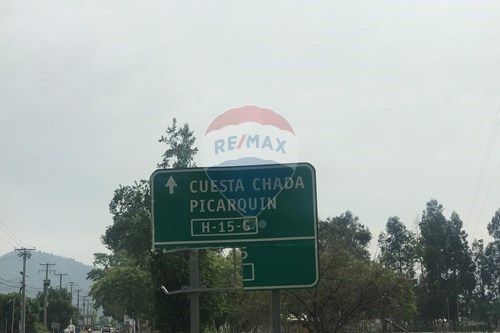 RE/MAX
CUESTA CHADA
PICARQUIN
H-15-G